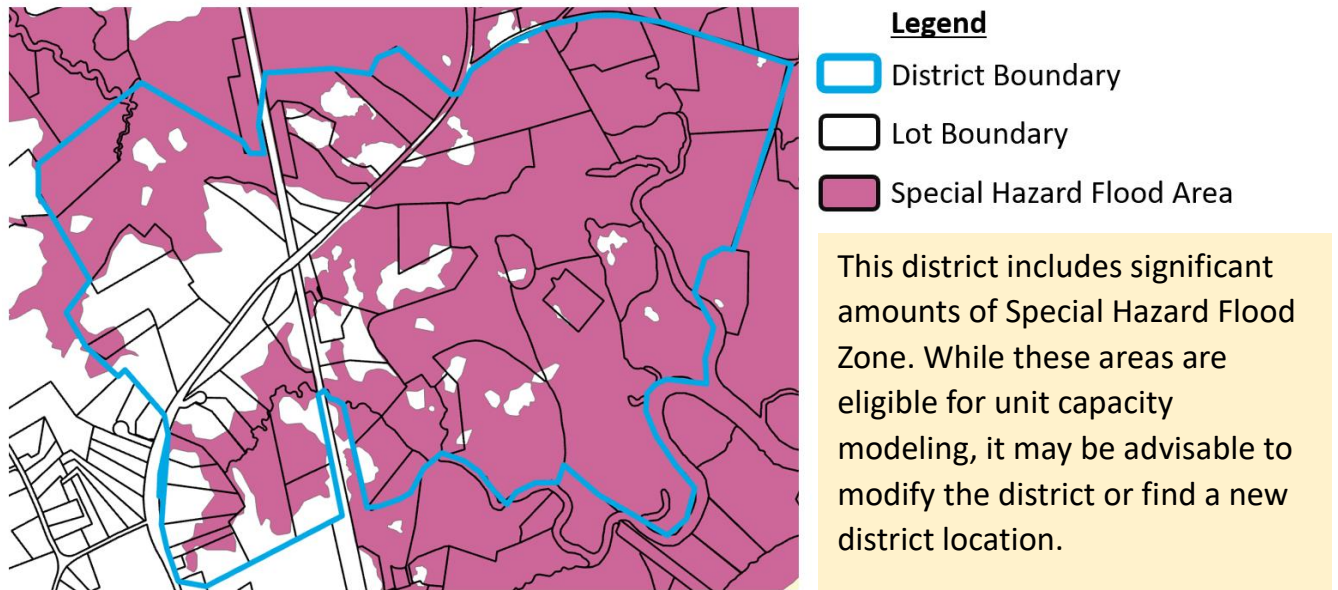 Legend
District Boundary
Lot Boundary
Special Hazard Flood Area
This district includes significant
amounts of Special Hazard Flood
Zone. While these areas are
eligible for unit capacity
modeling, it may be advisable to
modify the district or find a new
district location.